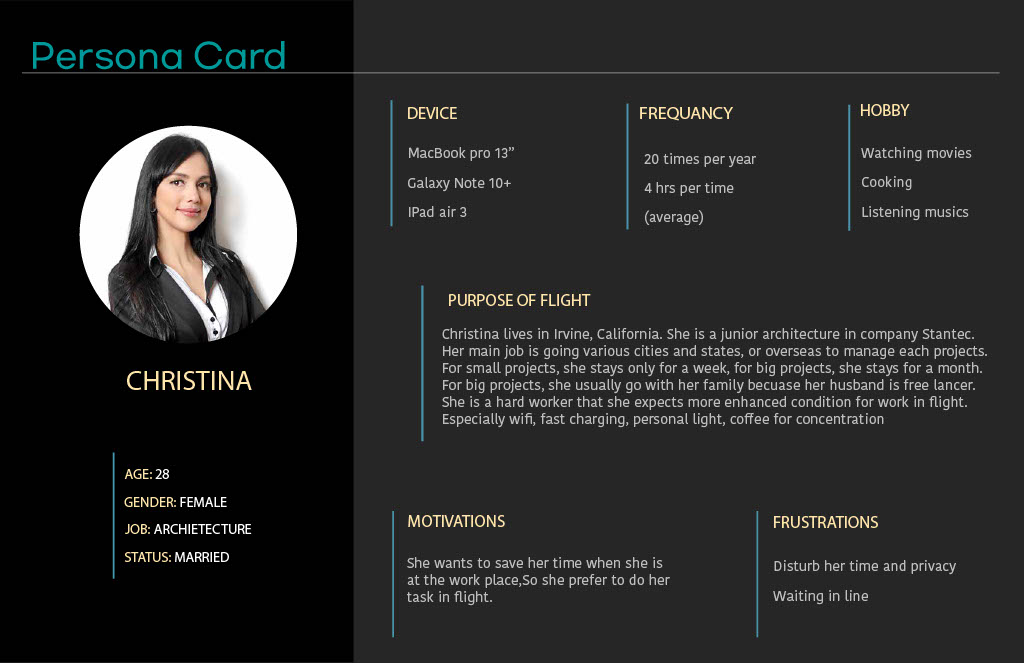 Persona Card
CHRISTINA
AGE: 28
GENDER: FEMALE
JOB: ARCHIETECTURE
STATUS: MARRIED
DEVICE
MacBook pro 13”
Galaxy Note 10+
IPad air 3
FREQUANCY
20 times per year
4 hrs per time
(average)
HOBBY
Watching movies
Cooking
Listening musics
PURPOSE OF FLIGHT
Christina lives in Irvine, California. She is a junior architecture in company Stantec.
Her main job is going various cities and states, or overseas to manage each projects.
For small projects, she stays only for a week, for big projects, she stays for a month.
For big projects, she usually go with her family becuase her husband is free lancer.
She is a hard worker that she expects more enhanced condition for work in flight.
Especially wifi, fast charging, personal light, coffee for concentration
MOTIVATIONS
She wants to save her time when she is
at the work place,So she prefer to do her
task in flight.
FRUSTRATIONS
Disturb her time and privacy
Waiting in line